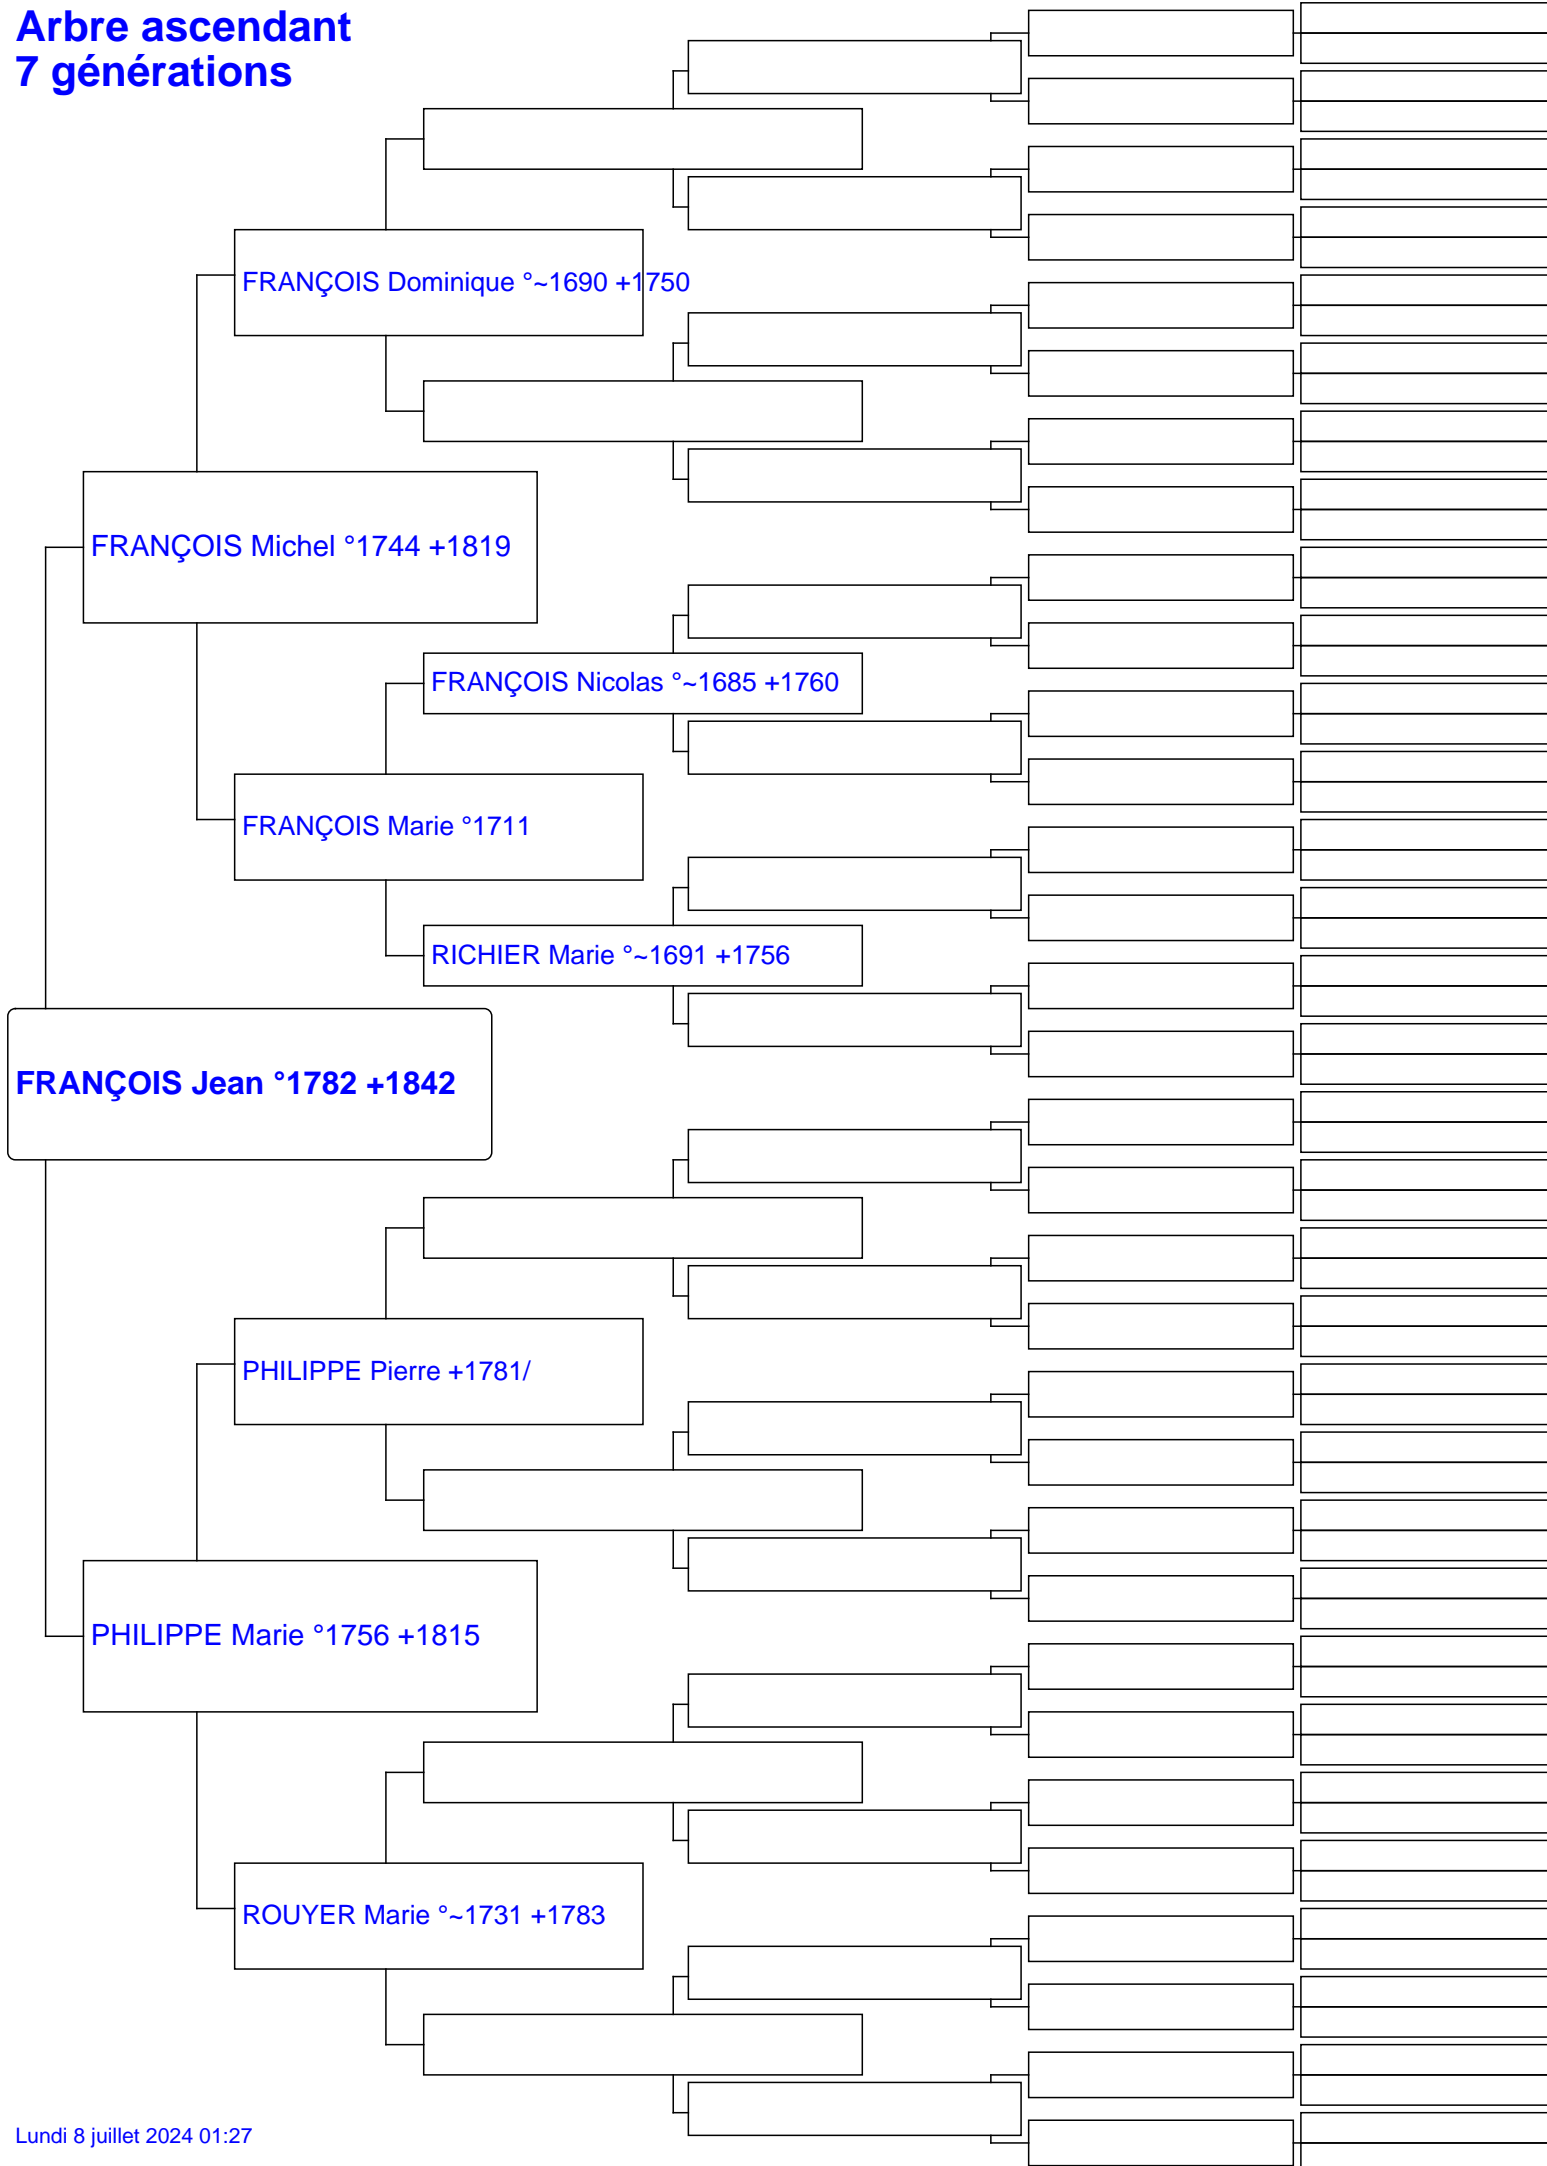 Arbre ascendant
7 générations
FRANÇOIS Dominique °~1690 +1750
FRANÇOIS Michel °1744 +1819
FRANÇOIS Nicolas °~1685 +1760
FRANÇOIS Marie °1711
RICHIER Marie °~1691 +1756
FRANÇOIS Jean °1782 +1842
PHILIPPE Pierre +1781/
PHILIPPE Marie °1756 +1815
ROUYER Marie °~1731 +1783
Lundi 8 juillet 2024 01:27